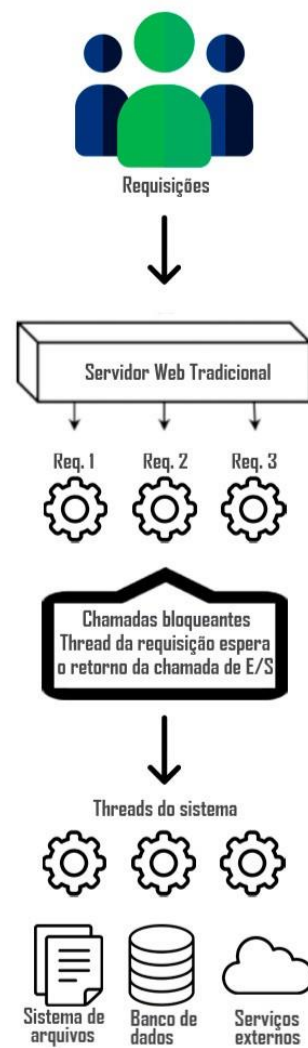 Requisições
Servidor Web Tradicional
Req. 1 Req. 2 Req. 3
Chamadas bloqueantes
Thread da requisição espera
o retorno da chamada de E/S
Threads do sistema
Sistema de arquivos
Banco de dados
Serviços externos